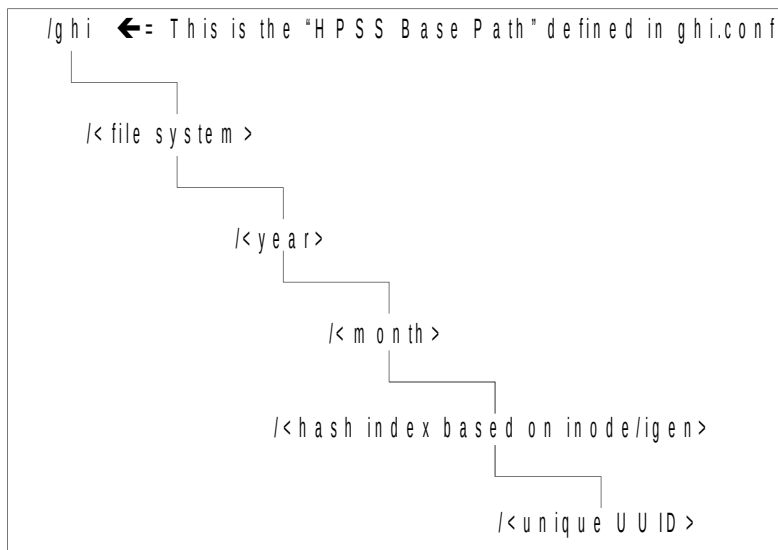 /ghi 🡸= This is the “HPSS Base Path” defined in ghi.conf
/<file system>
/<year>
/<month>
/<hash index based on inode/igen>
/<unique UUID>